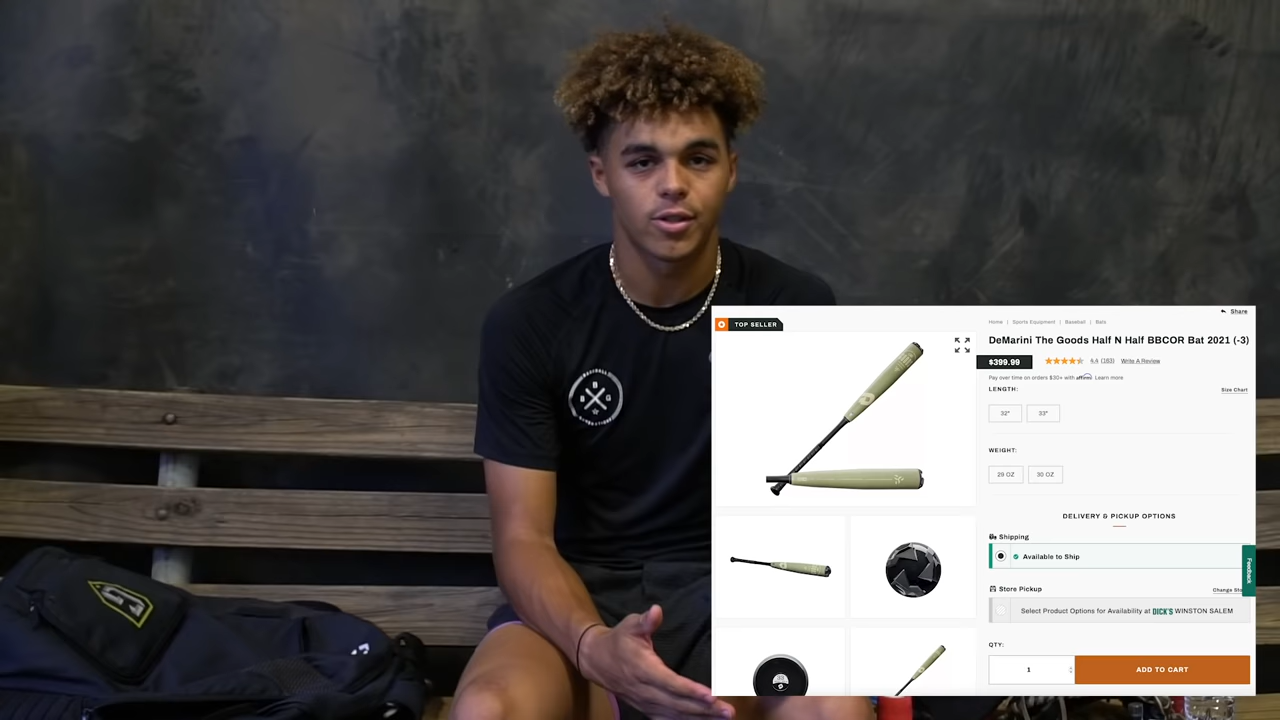 Share
TOP SELLER
Home | Sports Equipment | Baseball | Bats
DeMarini The Goods Half N Half BBCOR Bat 2021 (-3)
$399.99
4.4 (163) Write A Review
Pay over time on orders $30+ with affirm Learn more
LENGTH:
Size Chart
32"
33"
WEIGHT:
29 OZ
30 OZ
DELIVERY & PICKUP OPTIONS
Shipping
Available to Ship
Feedback
Store Pickup
Change Sto
Select Product Options for Availability at DICK'S WINSTON SALEM
QTY:
1
ADD TO CART
B
B G